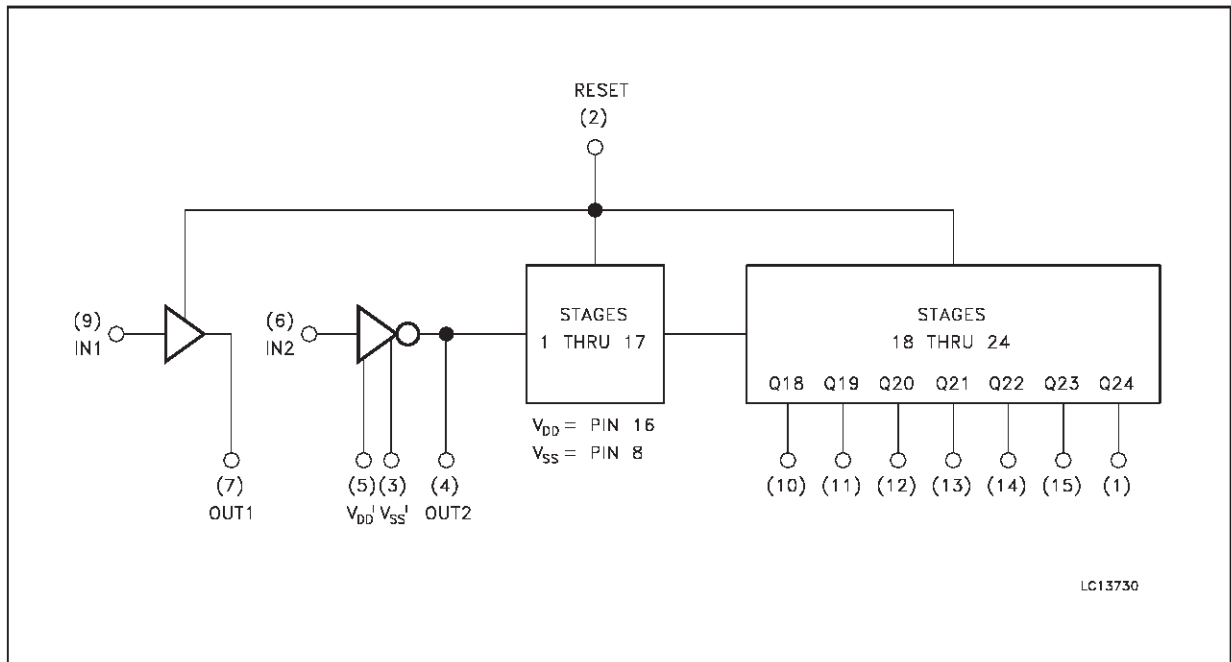 RESET
(2)
(9)
IN1
(6)
IN2
STAGES
1 THRU 17
STAGES
18 THRU 24
Q18 Q19 Q20 Q21 Q22 Q23 Q24
VDD = PIN 16
VSS = PIN 8
(7)
OUT1
(5) (3) (4)
VDD' VSS' OUT2
(10) (11) (12) (13) (14) (15) (1)
LC13730